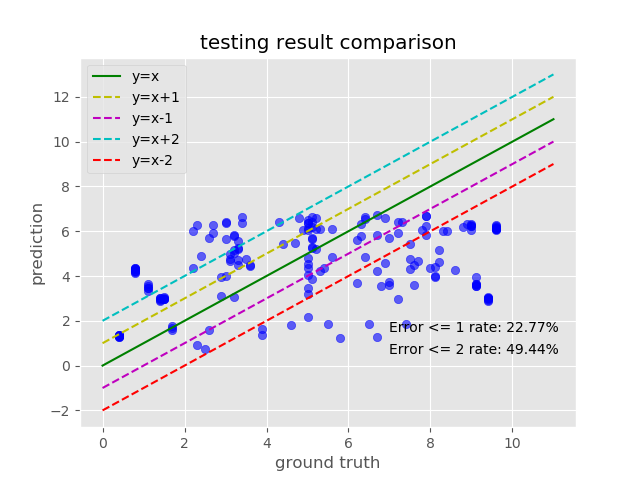 testing result comparison
y=x
y=x+1
y=x-1
y=x+2
y=x-2
12
10
8
6
4
2
0
−2
prediction
Error <= 1 rate: 22.77%
Error <= 2 rate: 49.44%
0 2 4 6 8 10
ground truth